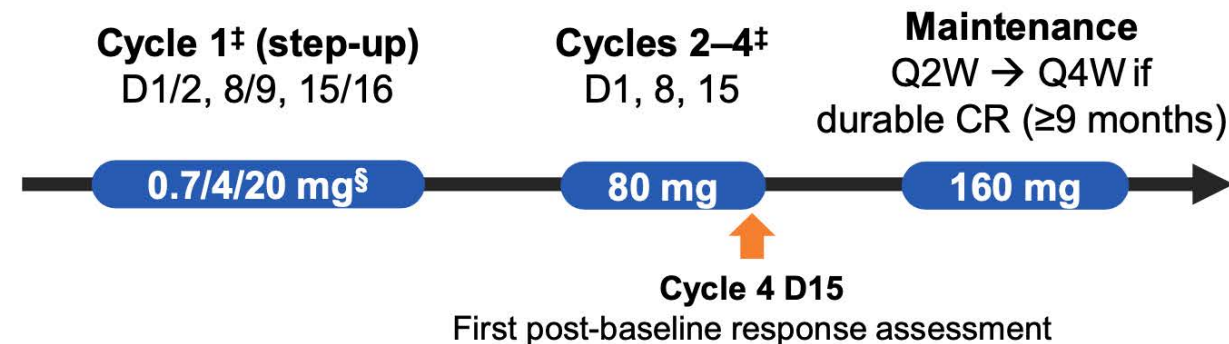 Cycle 1‡ (step-up)
D1/2, 8/9, 15/16
0.7/4/20 mg§
Cycles 2–4‡
D1, 8, 15
80 mg
Maintenance
Q2W → Q4W if
durable CR (≥9 months)
160 mg
Cycle 4 D15
First post-baseline response assessment